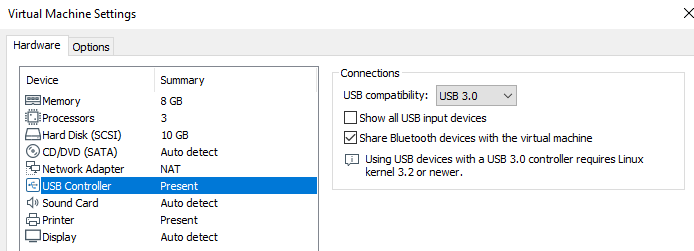 Virtual Machine Settings
Hardware Options
Device Summary
Memory 8 GB
Processors 3
Hard Disk (SCSI) 10 GB
CD/DVD (SATA) Auto detect
Network Adapter NAT
USB Controller Present
Sound Card Auto detect
Printer Present
Display Auto detect
Connections
USB compatibility: USB 3.0
Show all USB input devices
Share Bluetooth devices with the virtual machine
Using USB devices with a USB 3.0 controller requires Linux
kernel 3.2 or newer.